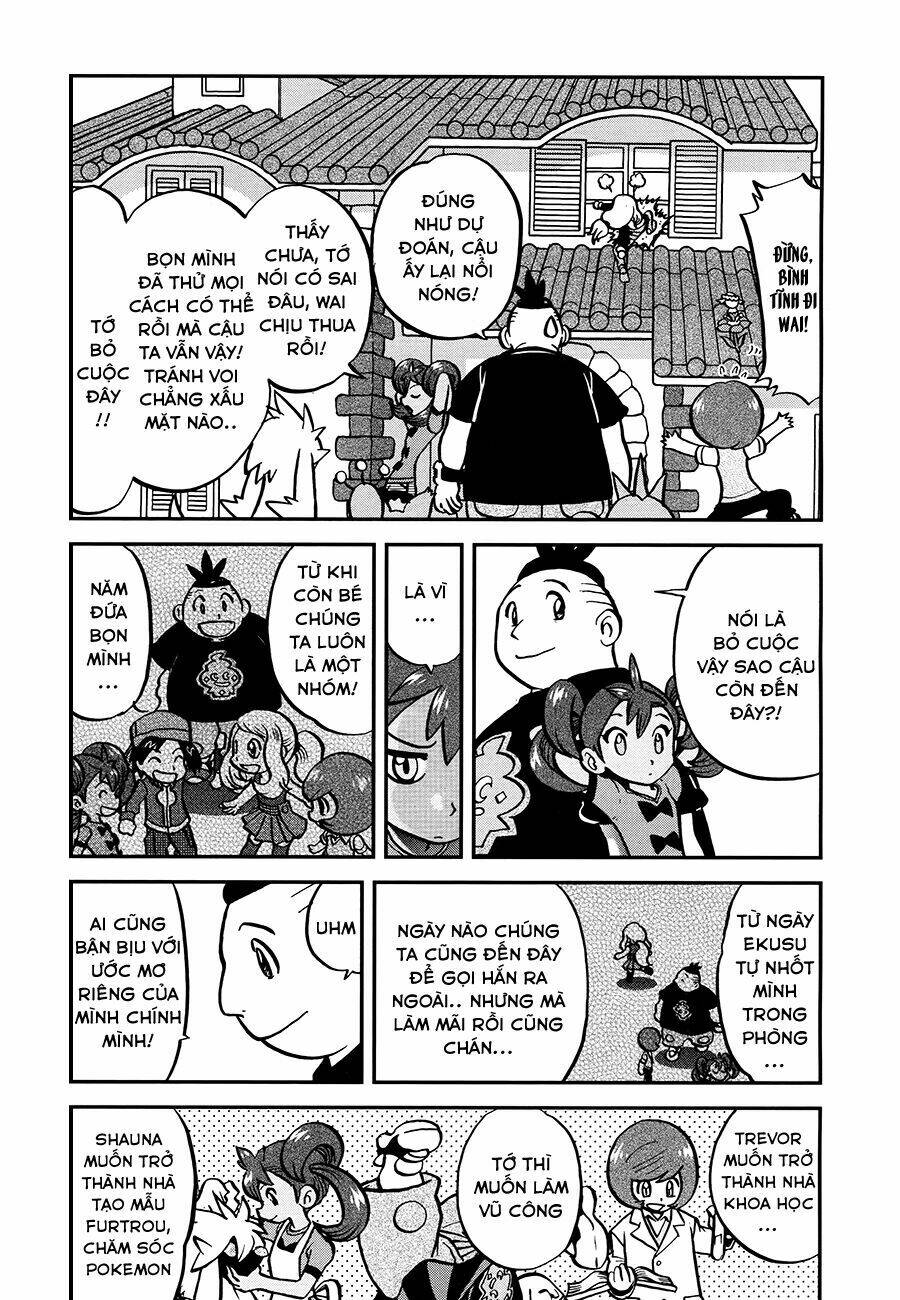 ĐỪNG,
BÌNH
TĨNH ĐI
WAI!
ĐÚNG
NHƯ DỰ
ĐOÁN, CẬU
ẤY LẠI NỔI
NÓNG!
THẤY
CHƯA, TỚ
NÓI CÓ SAI
ĐÂU, WAI
CHỊU THUA
RỒI!
BỌN MÌNH
ĐÃ THỬ MỌI
CÁCH CÓ THỂ
RỒI MÀ CẬU
TA VẪN VẬY!
TRÁNH VOI
CHẲNG XẤU
MẶT NÀO..
TỚ
BỎ
CUỘC
ĐÂY
!!
NÓI LÀ
BỎ CUỘC
VẬY SAO CẬU
CÒN ĐẾN
ĐÂY?!
LÀ VÌ
...
TỪ KHI
CÒN BÉ
CHÚNG
TA LUÔN
LÀ MỘT
NHÓM!
NĂM
ĐỨA
BỌN
MÌNH
...
TỪ NGÀY
EKUSU
TỰ NHỐT
MÌNH
TRONG
PHÒNG
...
NGÀY NÀO CHÚNG
TA CŨNG ĐẾN ĐÂY
ĐỂ GỌI HẮN RA
NGOÀI.. NHƯNG MÀ
LÀM MÃI RỒI CŨNG
CHÁN...
UHM
AI CŨNG
BẬN BỊU VỚI
ƯỚC MƠ
RIÊNG CỦA
MÌNH CHÍNH
MÌNH!
TREVOR
MUỐN TRỞ
THÀNH NHÀ
KHOA HỌC
...
TỚ THÌ
MUỐN LÀM
VŨ CÔNG
SHAUNA
MUỐN TRỞ
THÀNH NHÀ
TẠO MẪU
FURTROU,
CHĂM SÓC
POKEMON